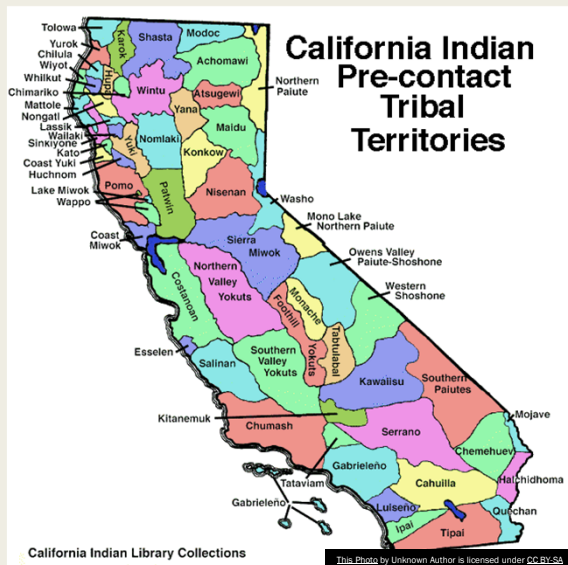 California Indian
Pre-contact
Tribal
Territories
Tolowa
Yurok
Chilula
Wiyot
Whilkut
Chimariko
Mattole
Nongatl
Lassik
Wailaki
Sinkiyone
Kato
Coast Yuki
Huchnom
Lake Miwok
Wappo
Coast
Miwok
Karok
Shasta
Modoc
Achomawi
Hupa
Wintu
Atsugewi
Northern
Paiute
Yana
Maidu
Yuki
Nomlaki
Konkow
Pomo
Patwin
Nisenan
Washo
Mono Lake
Northern Paiute
Sierra
Miwok
Owens Valley
Paiute-Shoshone
Costanoan
Northern
Valley
Yokuts
Western
Shoshone
Monache
Foothill
Yokuts
Tabtulabal
Esselen
Salinan
Southern
Valley
Yokuts
Kawaiisu
Southern
Paiutes
Kitanemuk
Chumash
Serrano
Mojave
Chemehuev
Tataviam
Gabrieleño
Gabrieleño
Cahuilla
Halchidhoma
Luiseño
Quechan
Ipai
Tipai
California Indian Library Collections
This Photo by Unknown Author is licensed under CC BY-SA